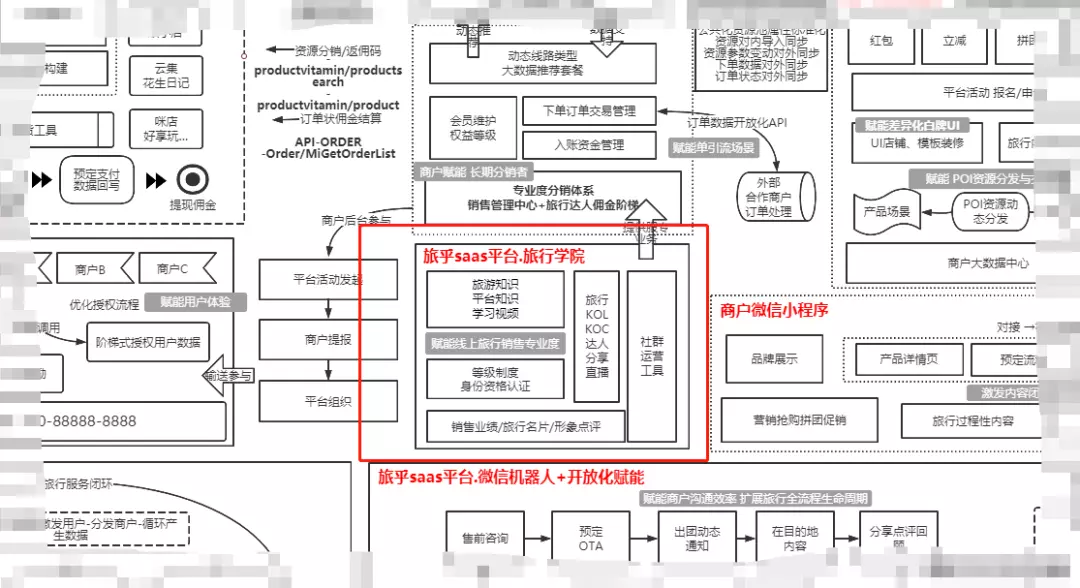 构建
云集
花生日记
咪店
好享玩...
工具
预定支付
数据回写
提现佣金
资源分销/返佣码
productvitamin/products
earch
-
productvitamin/product
订单状佣金结算
API-ORDER
-Order/MiGetOrderList
动态线路类型
大数据推荐套餐
会员维护
权益等级
下单订单交易管理
入账资金管理
商户赋能 长期分销者
专业度分销体系
销售管理中心+旅行达人佣金阶梯
资源对内导入同步
资源参数变动对外同步
下单数据对外同步
订单状态对外同步
订单数据开放化API
赋能单引流场景
外部
合作商户
订单处理
红包
立减
平台活动 报名/申
赋能差异化白牌UI
UI店铺、模板装修
赋能 POI资源分发与
产品场景
POI资源动
态分发
商户大数据中心
商户后台参与
平台活动发起
商户提报
平台组织
商户B
商户C
优化授权流程
赋能用户体验
调用
阶梯式授权用户数据
输送参与
0-88888-8888
旅乎saas平台.旅行学院
旅游知识
平台知识
学习视频
赋能线上旅行销售专业度
等级制度
身份资格认证
旅行
KOL
KOC
达人
分享
直播
社群
运营
工具
销售业绩/旅行名片/形象点评
商户微信小程序
对接
品牌展示
产品详情页
预定流
激发内容团
营销抢购拼团促销
旅行过程性内容
旅行服务闭环
激发用户-分发商户-循环产
生数据
旅乎saas平台.微信机器人+开放化赋能
赋能商户沟通效率 扩展旅行全流程生命周期
售前咨询
预定
OTA
出团动态
通知
在目的地
内容
分享点评回